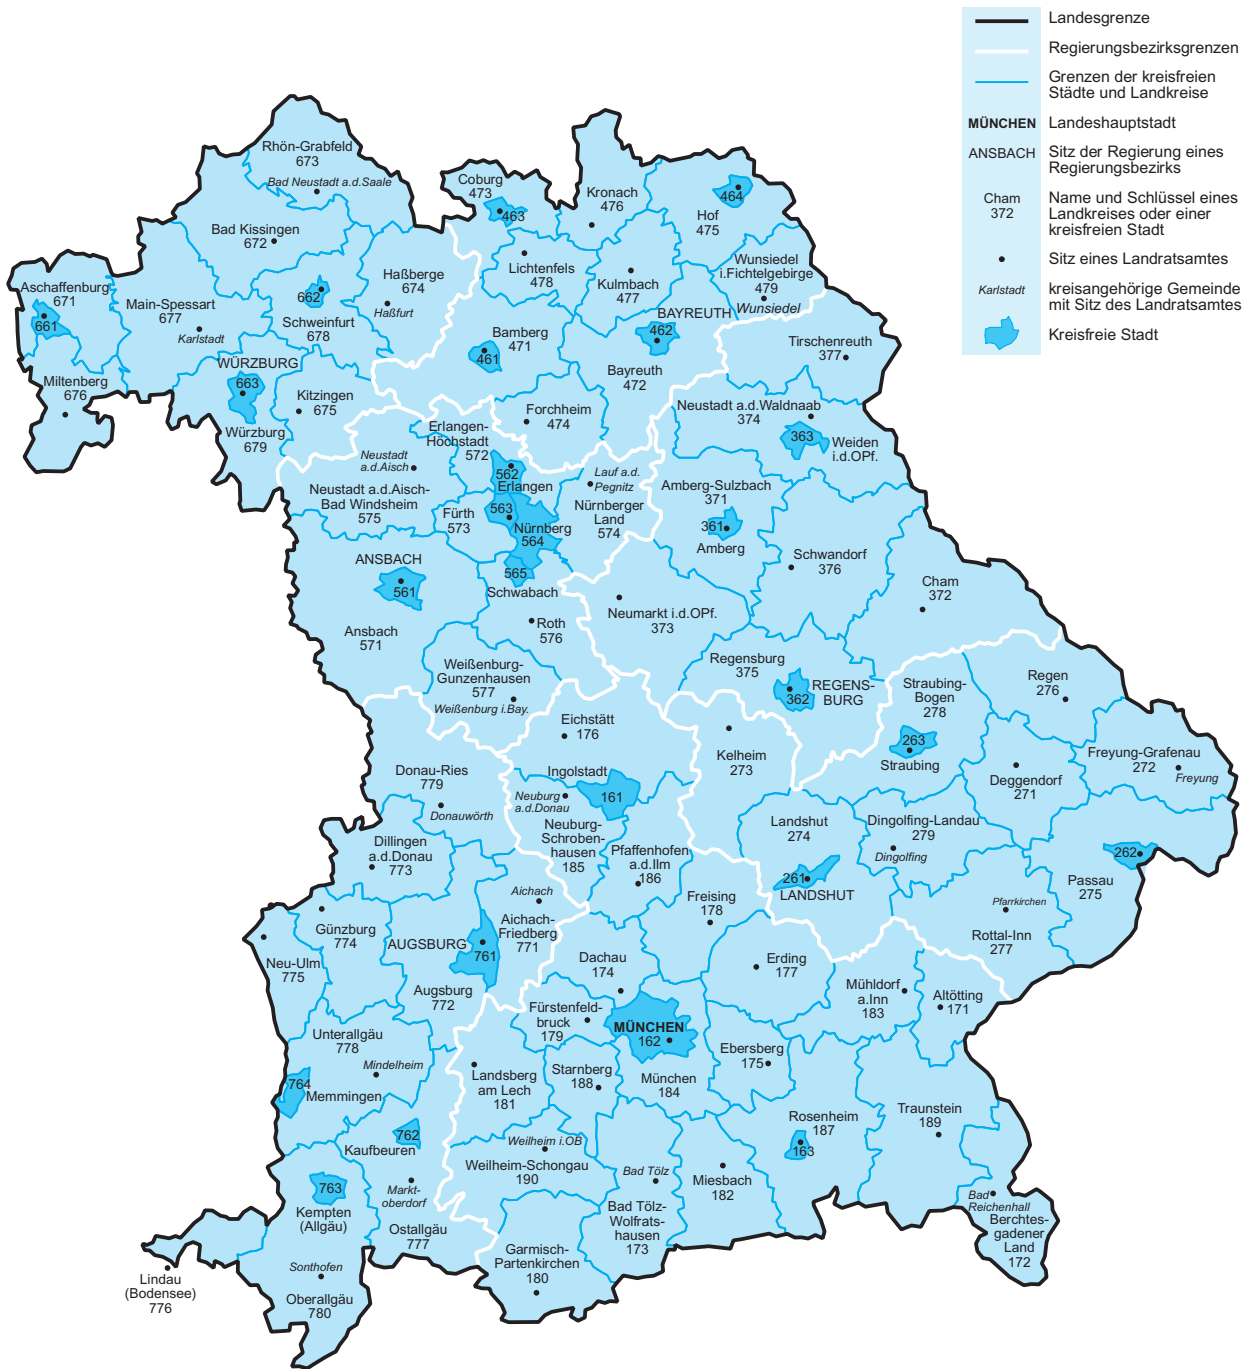 Landesgrenze
Regierungsbezirksgrenzen
Grenzen der kreisfreien
Städte und Landkreise
MÜNCHEN
Landeshauptstadt
ANSBACH
Sitz der Regierung eines
Regierungsbezirks
Cham
372
Name und Schlüssel eines
Landkreises oder einer
kreisfreien Stadt
Sitz eines Landratsamtes
Karlstadt
kreisangehörige Gemeinde
mit Sitz des Landratsamtes
Kreisfreie Stadt
Rhön-Grabfeld
673
Bad Neustadt a.d.Saale
Coburg
473
463
Kronach
476
464
Hof
475
Bad Kissingen
672
Lichtenfels
478
Kulmbach
477
Wunsiedel
i.Fichtelgebirge
479
Wunsiedel
Aschaffenburg
671
661
Main-Spessart
677
Karlstadt
662
Schweinfurt
678
Haßberge
674
Haßfurt
Bamberg
471
461
BAYREUTH
462
Bayreuth
472
Tirschenreuth
377
Miltenberg
676
WÜRZBURG
663
Würzburg
679
Kitzingen
675
Forchheim
474
Neustadt a.d.Waldnaab
374
363
Weiden
i.d.OPf.
Erlangen-
Höchstadt
572
562
Erlangen
Neustadt
a.d.Aisch
Neustadt a.d.Aisch-
Bad Windsheim
575
Lauf a.d.
Pegnitz
Nürnberger
Land
574
Amberg-Sulzbach
371
361
Amberg
Fürth
573
563
Nürnberg
564
565
Schwabach
Schwandorf
376
Cham
372
ANSBACH
561
Ansbach
571
Roth
576
Neumarkt i.d.OPf.
373
Weißenburg-
Gunzenhausen
577
Weißenburg i.Bay.
Regensburg
375
362
REGENS-
BURG
Straubing-
Bogen
278
263
Straubing
Regen
276
Eichstätt
176
Kelheim
273
Deggendorf
271
Freyung-Grafenau
272
Freyung
Donau-Ries
779
Donauwörth
Ingolstadt
161
Neuburg
a.d.Donau
Neuburg-
Schroben-
hausen
185
Pfaffenhofen
a.d.Ilm
186
Landshut
274
261
LANDSHUT
Dingolfing-Landau
279
Dingolfing
262
Passau
275
Dillingen
a.d.Donau
773
Aichach
Aichach-
Friedberg
771
Freising
178
Pfarrkirchen
Rottal-Inn
277
Günzburg
774
Neu-Ulm
775
AUGSBURG
761
Augsburg
772
Dachau
174
Erding
177
Mühldorf
a.Inn
183
Altötting
171
Fürstenfeld-
bruck
179
MÜNCHEN
162
München
184
Ebersberg
175
Unterallgäu
778
Mindelheim
764
Memmingen
Landsberg
am Lech
181
Starnberg
188
Rosenheim
187
163
Traunstein
189
762
Kaufbeuren
Weilheim i.OB
Weilheim-Schongau
190
Bad Tölz
Bad Tölz-
Wolfrats-
hausen
173
Miesbach
182
Bad
Reichenhall
Berchtes-
gadener
Land
172
763
Kempten
(Allgäu)
Markt-
oberdorf
Ostallgäu
777
Garmisch-
Partenkirchen
180
Lindau
(Bodensee)
776
Sonthofen
Oberallgäu
780